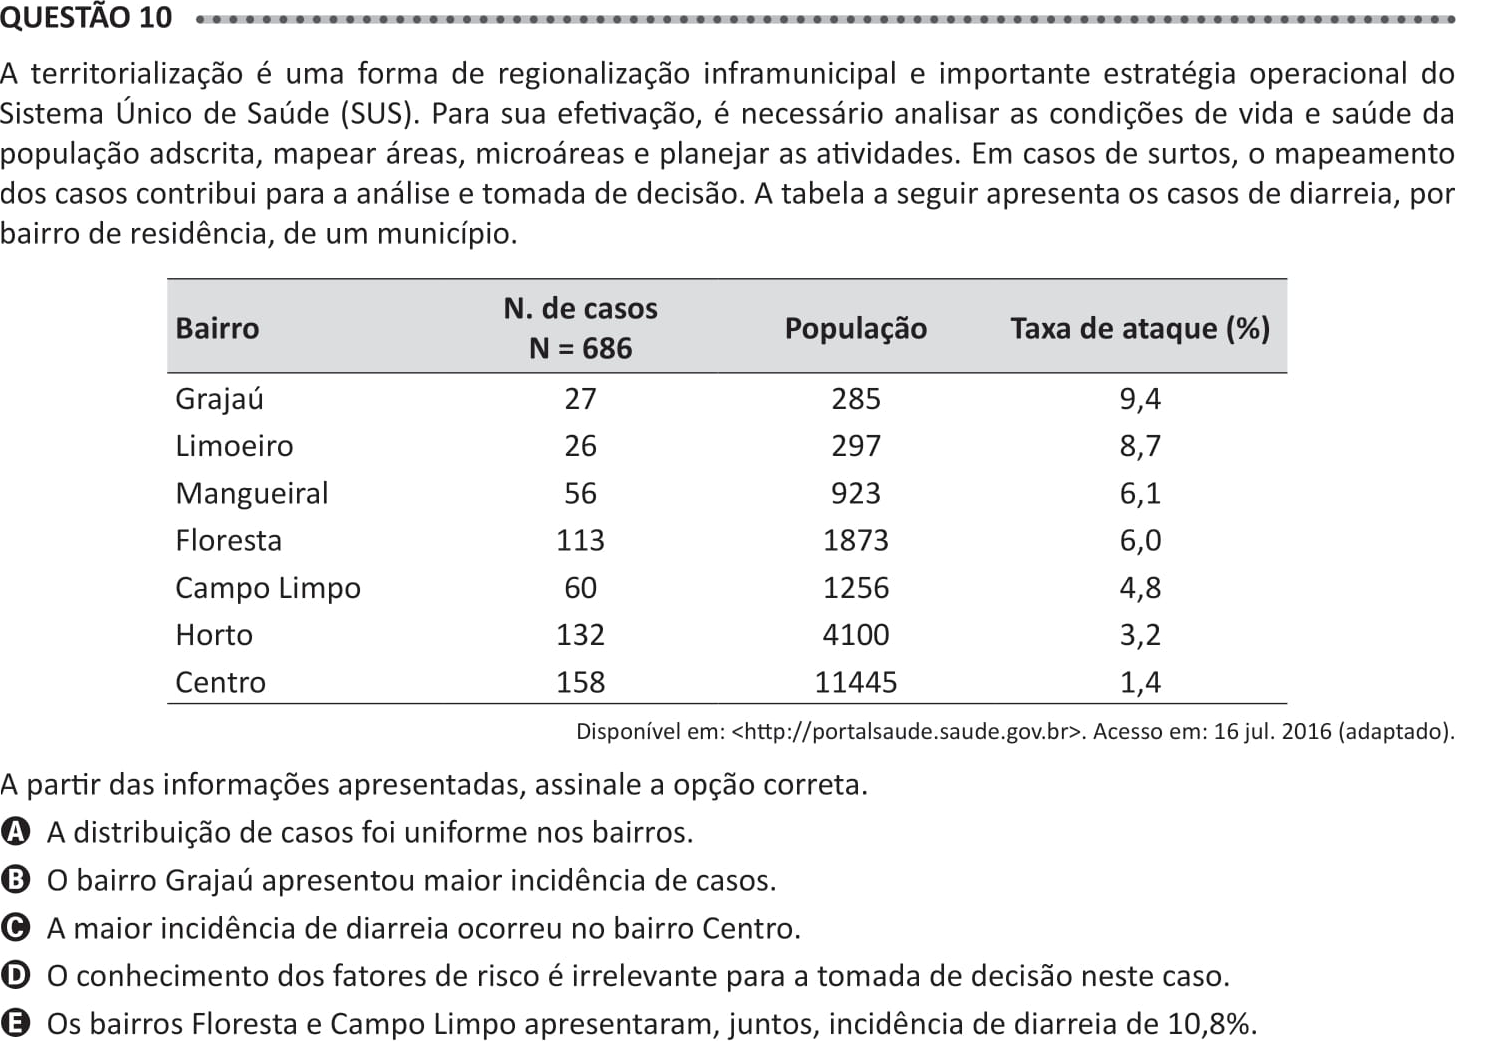 QUESTÃO 10
A territorialização é uma forma de regionalização inframunicipal e importante estratégia operacional do
Sistema Único de Saúde (SUS). Para sua efetivação, é necessário analisar as condições de vida e saúde da
população adscrita, mapear áreas, microáreas e planejar as atividades. Em casos de surtos, o mapeamento
dos casos contribui para a análise e tomada de decisão. A tabela a seguir apresenta os casos de diarreia, por
bairro de residência, de um município.
Bairro N. de casos N = 686 População Taxa de ataque (%)
Grajaú 27 285 9,4
Limoeiro 26 297 8,7
Mangueiral 56 923 6,1
Floresta 113 1873 6,0
Campo Limpo 60 1256 4,8
Horto 132 4100 3,2
Centro 158 11445 1,4
Disponível em: <http://portalsaude.saude.gov.br>. Acesso em: 16 jul. 2016 (adaptado).
A partir das informações apresentadas, assinale a opção correta.
A A distribuição de casos foi uniforme nos bairros.
B O bairro Grajaú apresentou maior incidência de casos.
C A maior incidência de diarreia ocorreu no bairro Centro.
D O conhecimento dos fatores de risco é irrelevante para a tomada de decisão neste caso.
E Os bairros Floresta e Campo Limpo apresentaram, juntos, incidência de diarreia de 10,8%.